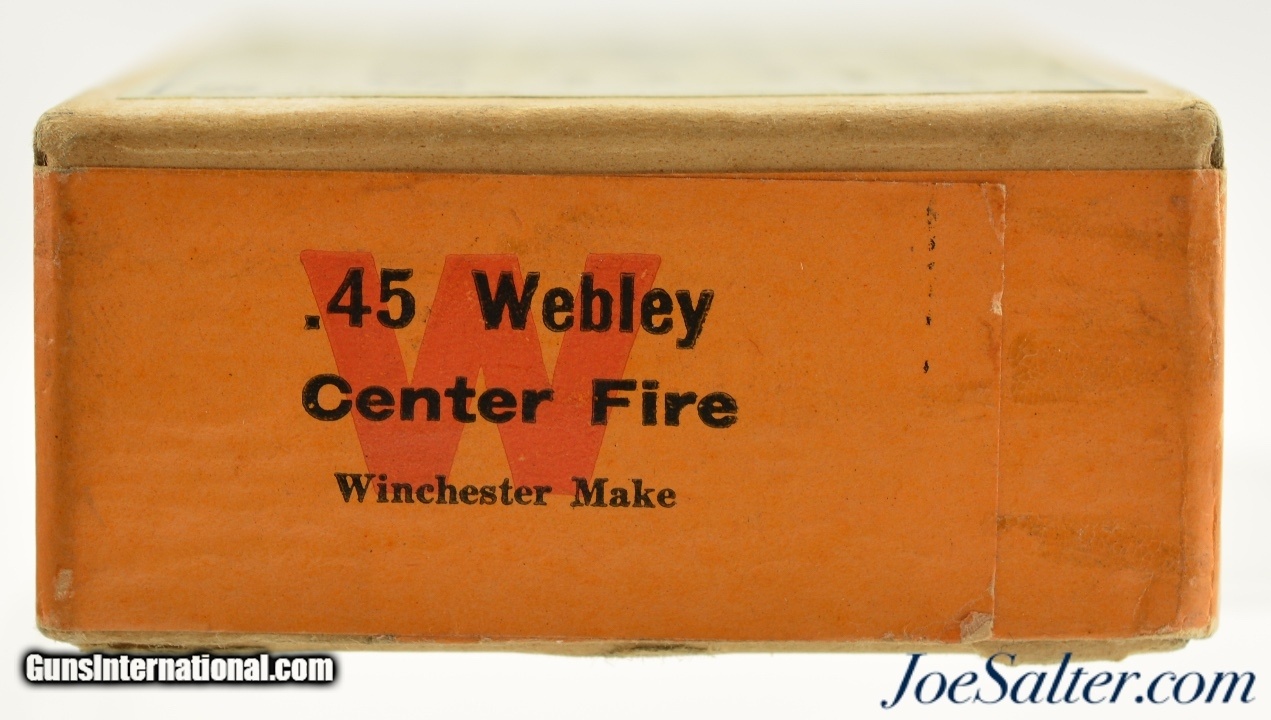 .45 Webley
Center Fire
Winchester Make
GunsInternational.com
JoeSalter.com